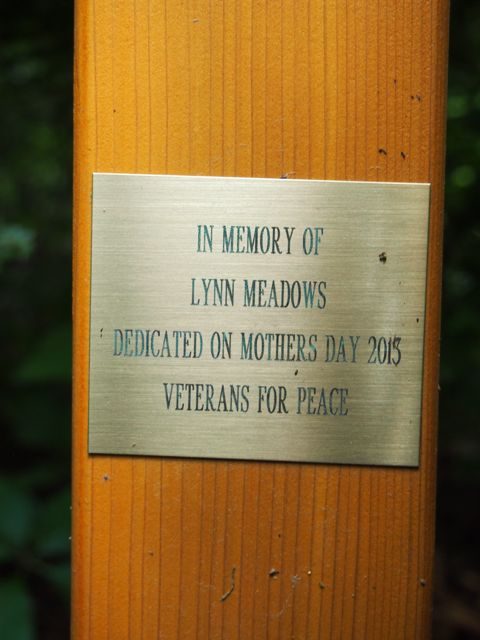 IN MEMORY OF
LYNN MEADOWS
DEDICATED ON MOTHERS DAY 2013
VETERANS FOR PEACE